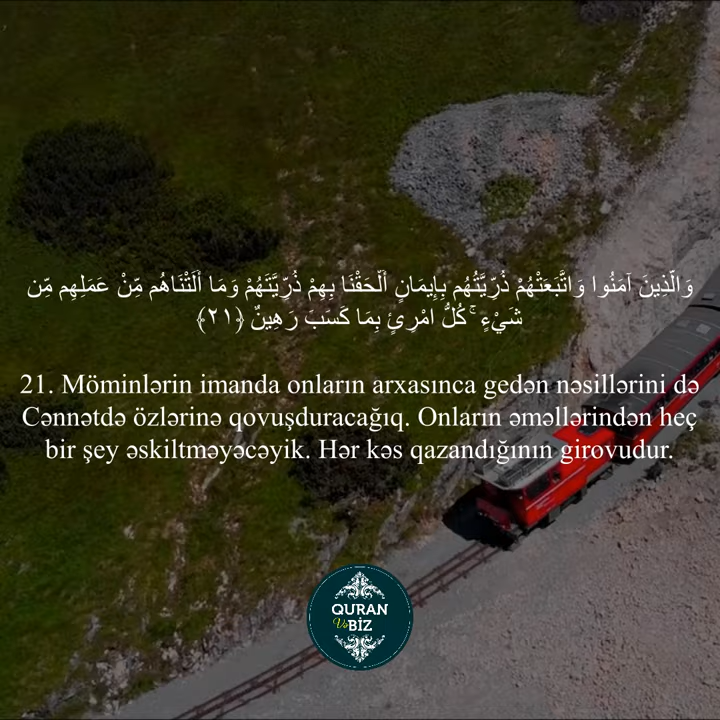 وَالَّذِينَ آمَنُوا وَاتَّبَعَتْهُمْ ذُرِّيَّتُهُم بِإِيمَانٍ أَلْحَقْنَا بِهِمْ ذُرِّيَّتَهُمْ وَمَا أَلَتْنَاهُم مِّنْ عَمَلِهِم مِّن
شَيْءٍ ۚ كُلُّ امْرِئٍ بِمَا كَسَبَ رَهِينٌ ﴿٢١﴾
21. Möminlərin imanda onların arxasınca gedən nəsillərini də
Cənnətdə özlərinə qovuşduracağıq. Onların əməllərindən heç
bir şey əskiltməyəcəyik. Hər kəs qazandığının girovudur.
QURAN
Və BİZ